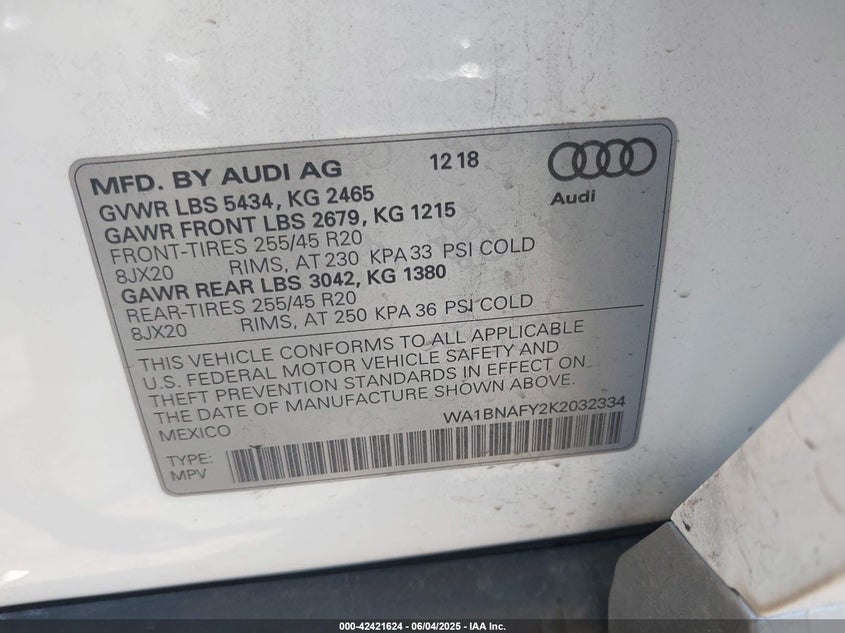 MFD. BY AUDI AG 12 18
Audi
GVWR LBS 5434, KG 2465
GAWR FRONT LBS 2679, KG 1215
FRONT-TIRES 255/45 R20
8JX20 RIMS, AT 230 KPA 33 PSI COLD
GAWR REAR LBS 3042, KG 1380
REAR-TIRES 255/45 R20
8JX20 RIMS, AT 250 KPA 36 PSI COLD
THIS VEHICLE CONFORMS TO ALL APPLICABLE
U.S. FEDERAL MOTOR VEHICLE SAFETY AND
THEFT PREVENTION STANDARDS IN EFFECT ON
THE DATE OF MANUFACTURE SHOWN ABOVE.
MEXICO WA1BNAFY2K2032334
TYPE:
MPV
000-42421624 | 06/04/2025 - IAA Inc.